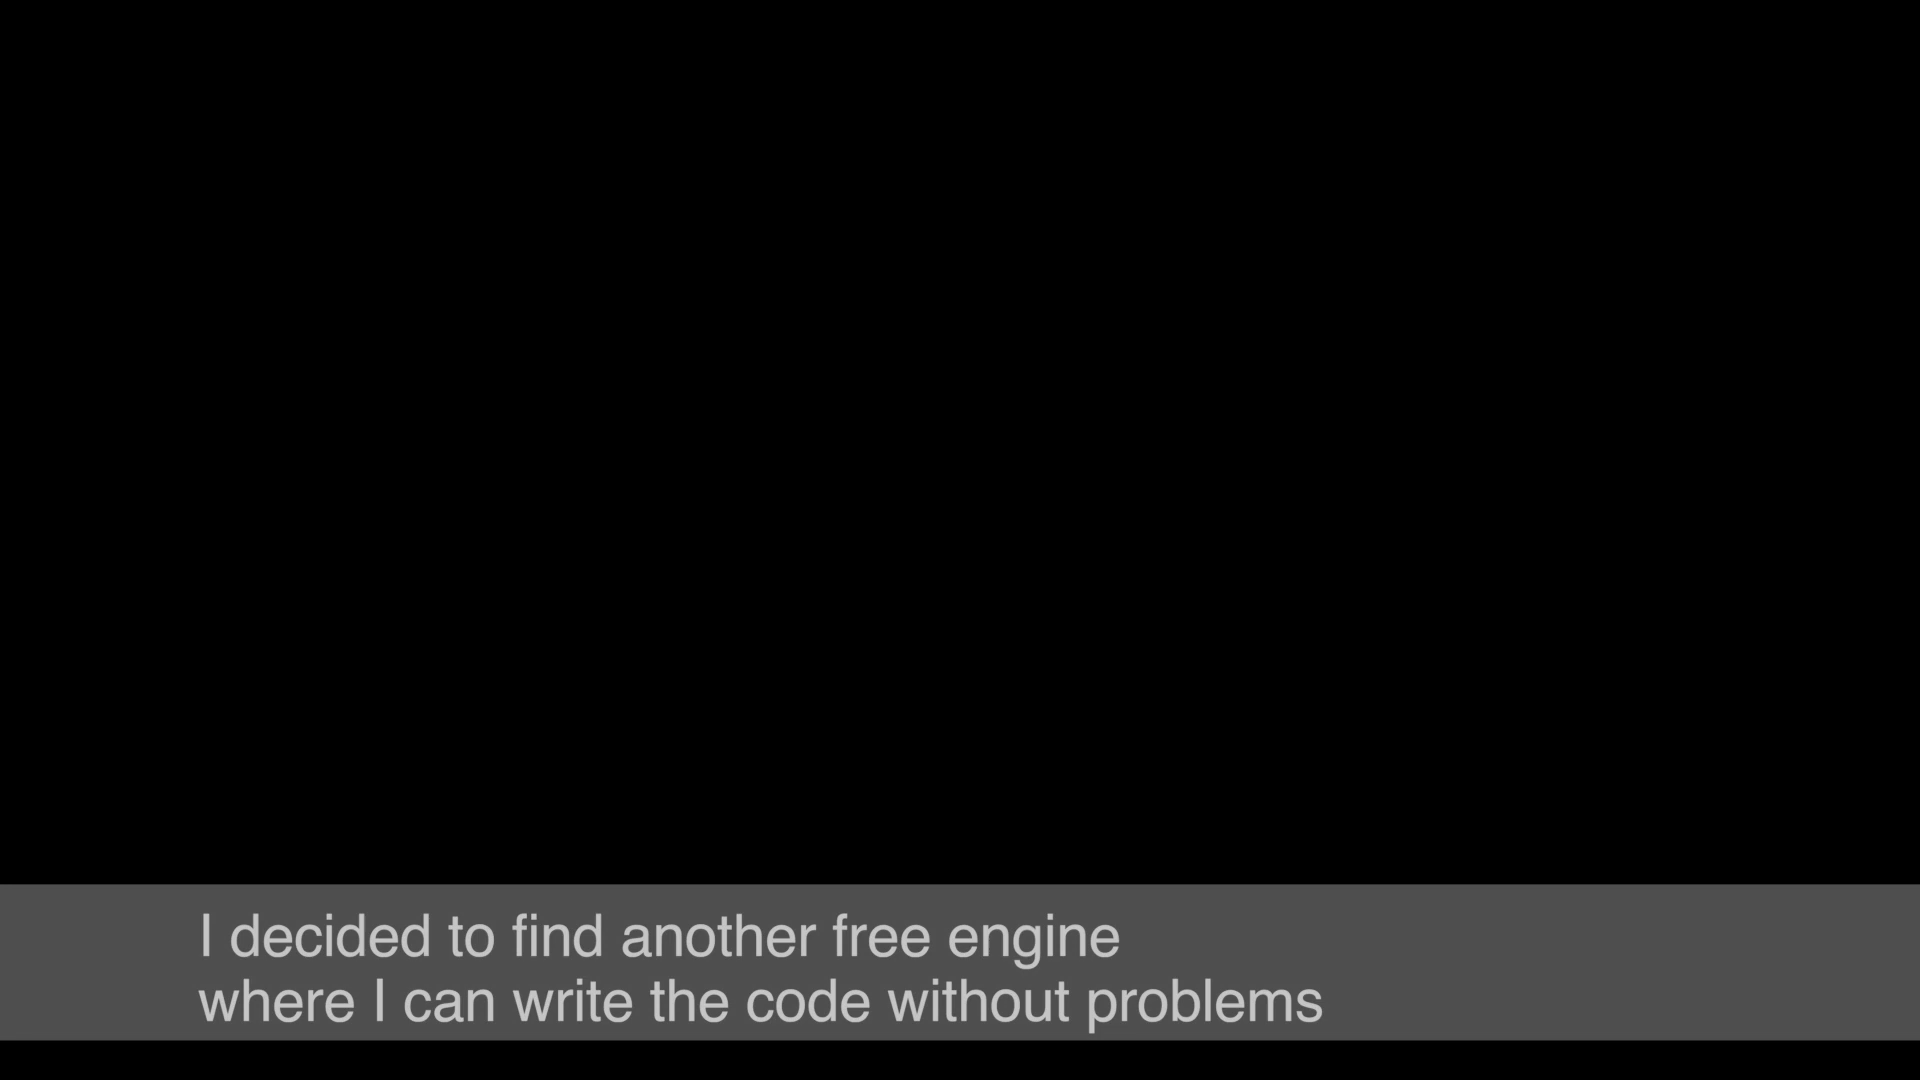 I decided to find another free engine
where I can write the code without problems